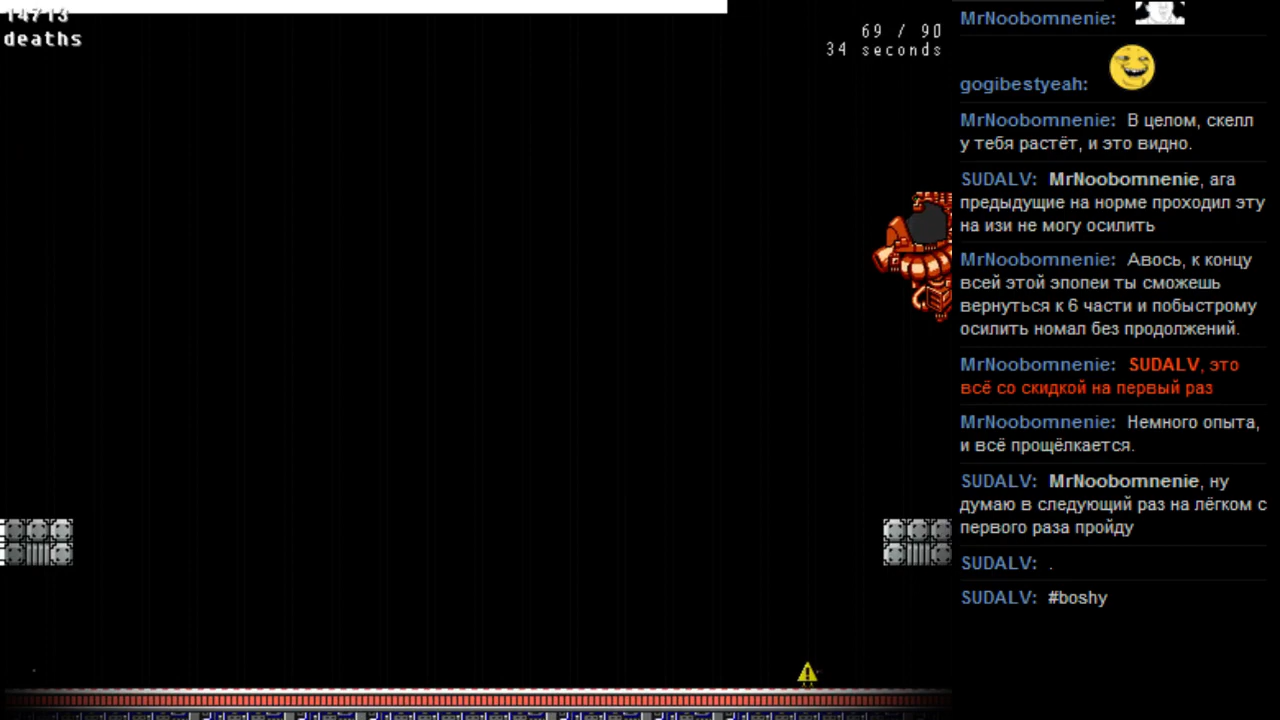 14713
deaths
69 / 90
34 seconds
MrNoobomnenie:
gogibestyeah:
MrNoobomnenie: В целом, скелл
у тебя растёт, и это видно.
SUDALV: MrNoobomnenie, ага
предыдущие на норме проходил эту
на изи не могу осилить
MrNoobomnenie: Авось, к концу
всей этой эпопеи ты сможешь
вернуться к 6 части и побыстрому
осилить номал без продолжений.
MrNoobomnenie: SUDALV, это
всё со скидкой на первый раз
MrNoobomnenie: Немного опыта,
и всё прощёлкается.
SUDALV: MrNoobomnenie, ну
думаю в следующий раз на лёгком с
первого раза пройду
SUDALV: .
SUDALV: #boshy